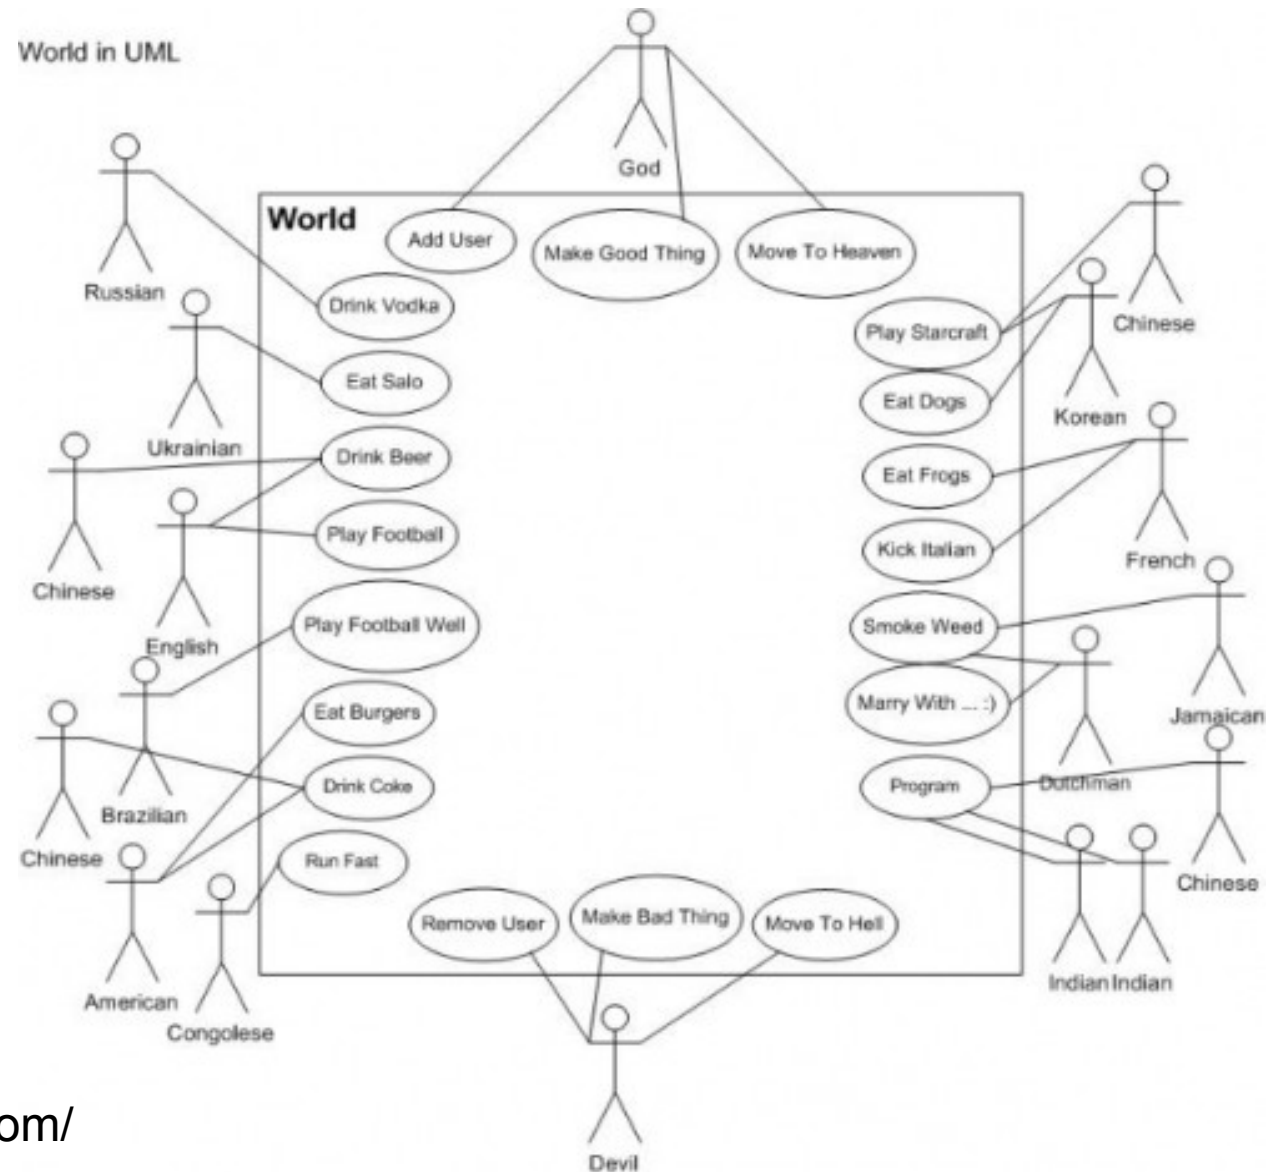 World in UML
God
World
Add User
Make Good Thing
Move To Heaven
Russian
Drink Vodka
Chinese
Play Starcraft
Ukrainian
Eat Salo
Korean
Eat Dogs
Chinese
Drink Beer
Eat Frogs
French
English
Play Football
Kick Italian
Brazilian
Play Football Well
Smoke Weed
Jamaican
Eat Burgers
Marry With ... :)
Dutchman
Chinese
Drink Coke
Program
Chinese
American
Run Fast
Indian
Indian
Congolese
Remove User
Make Bad Thing
Move To Hell
Devil
om/